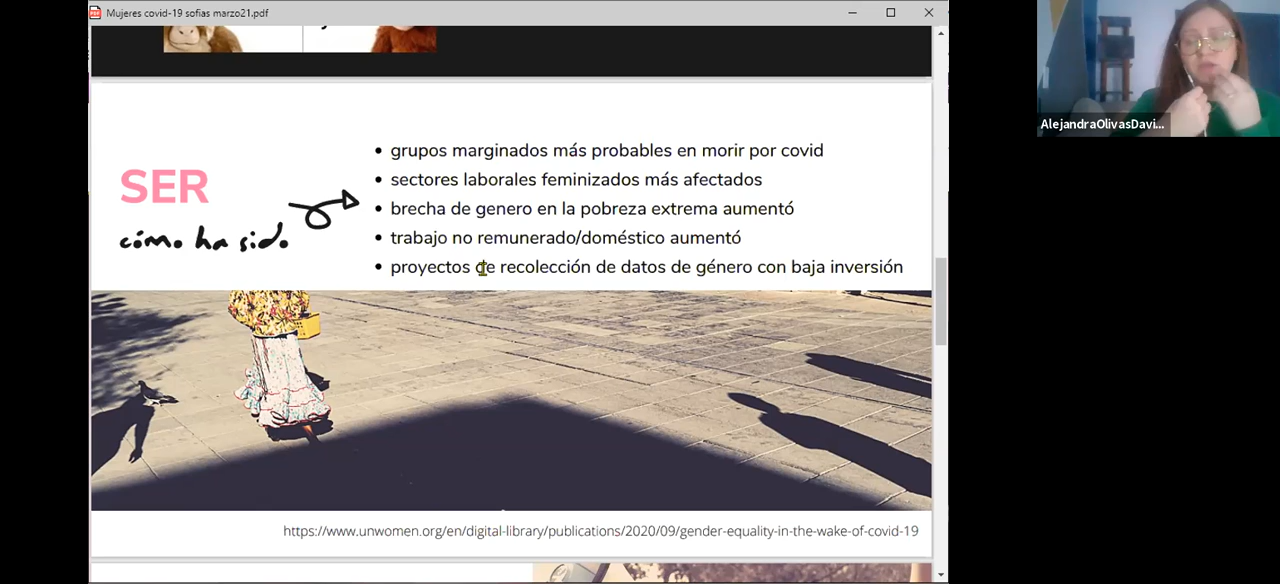 Mujeres covid-19 sofias marzo21.pdf
AlejandraOlivasDavi...
SER
cómo ha sido
• grupos marginados más probables en morir por covid
• sectores laborales feminizados más afectados
• brecha de genero en la pobreza extrema aumentó
• trabajo no remunerado/doméstico aumentó
• proyectos de recolección de datos de género con baja inversión
https://www.unwomen.org/en/digital-library/publications/2020/09/gender-equality-in-the-wake-of-covid-19